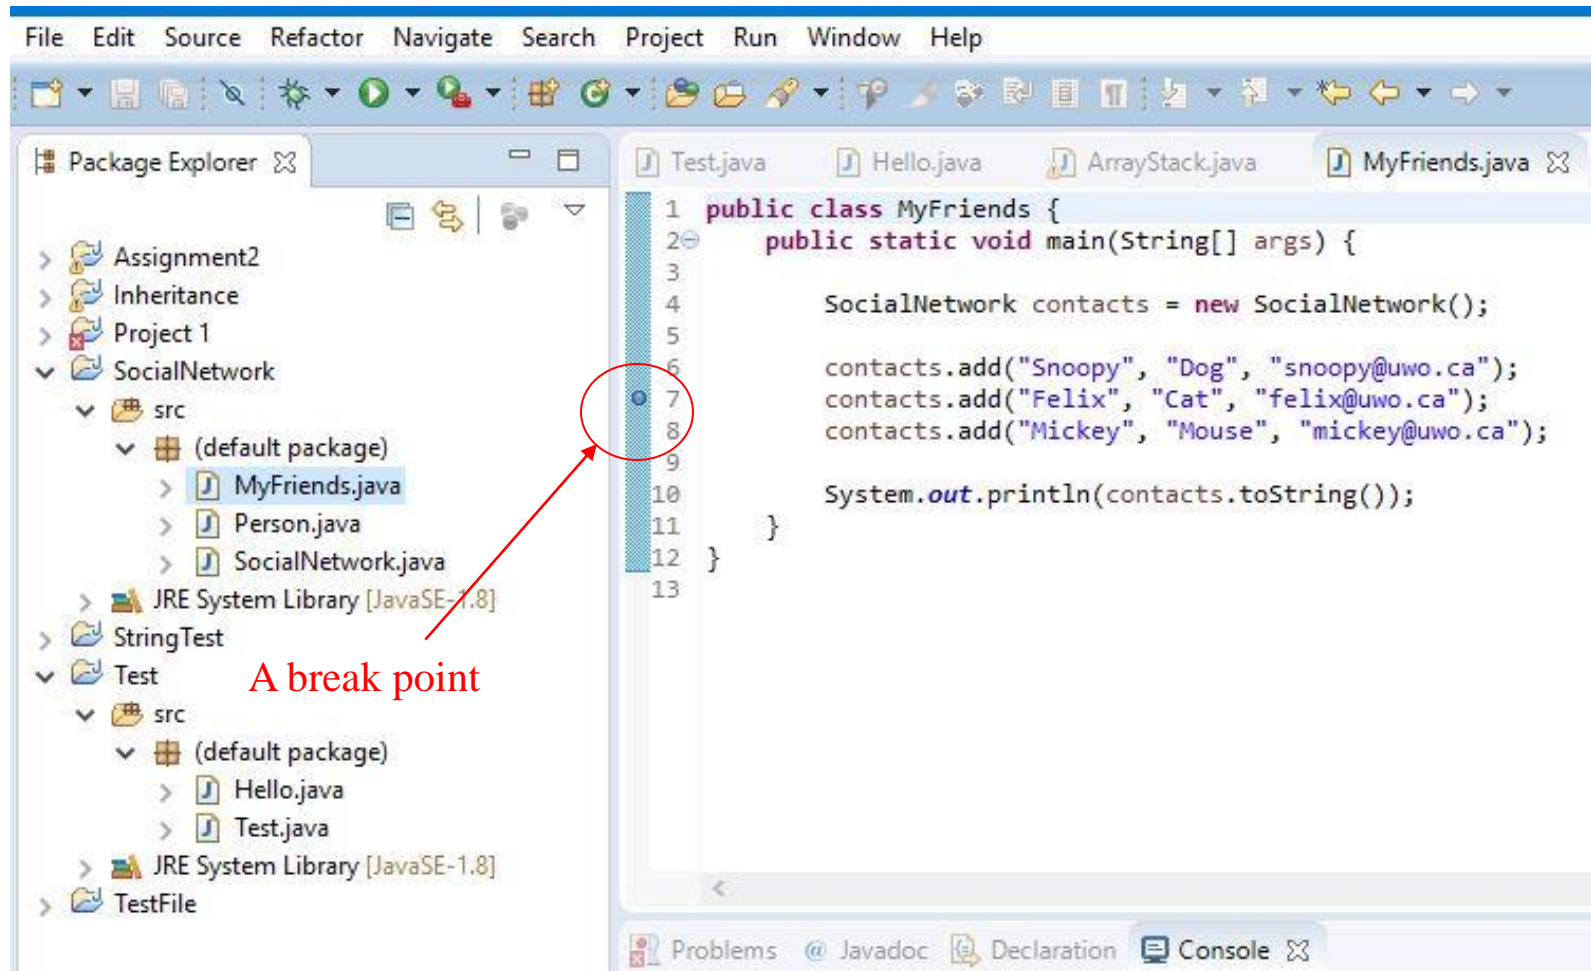 File Edit Source Refactor Navigate Search Project Run Window Help
Package Explorer
Assignment2
Inheritance
Project 1
SocialNetwork
src
(default package)
MyFriends.java
Person.java
SocialNetwork.java
JRE System Library [JavaSE-1.8]
StringTest
Test
src
(default package)
Hello.java
Test.java
JRE System Library [JavaSE-1.8]
TestFile
A break point
Test.java Hello.java ArrayStack.java MyFriends.java
1 public class MyFriends {
2 public static void main(String[] args) {
3
4 SocialNetwork contacts = new SocialNetwork();
5
6 contacts.add("Snoopy", "Dog", "snoopy@uwo.ca");
7 contacts.add("Felix", "Cat", "felix@uwo.ca");
8 contacts.add("Mickey", "Mouse", "mickey@uwo.ca");
9
10 System.out.println(contacts.toString());
11 }
12 }
13
Problems @ Javadoc Declaration Console